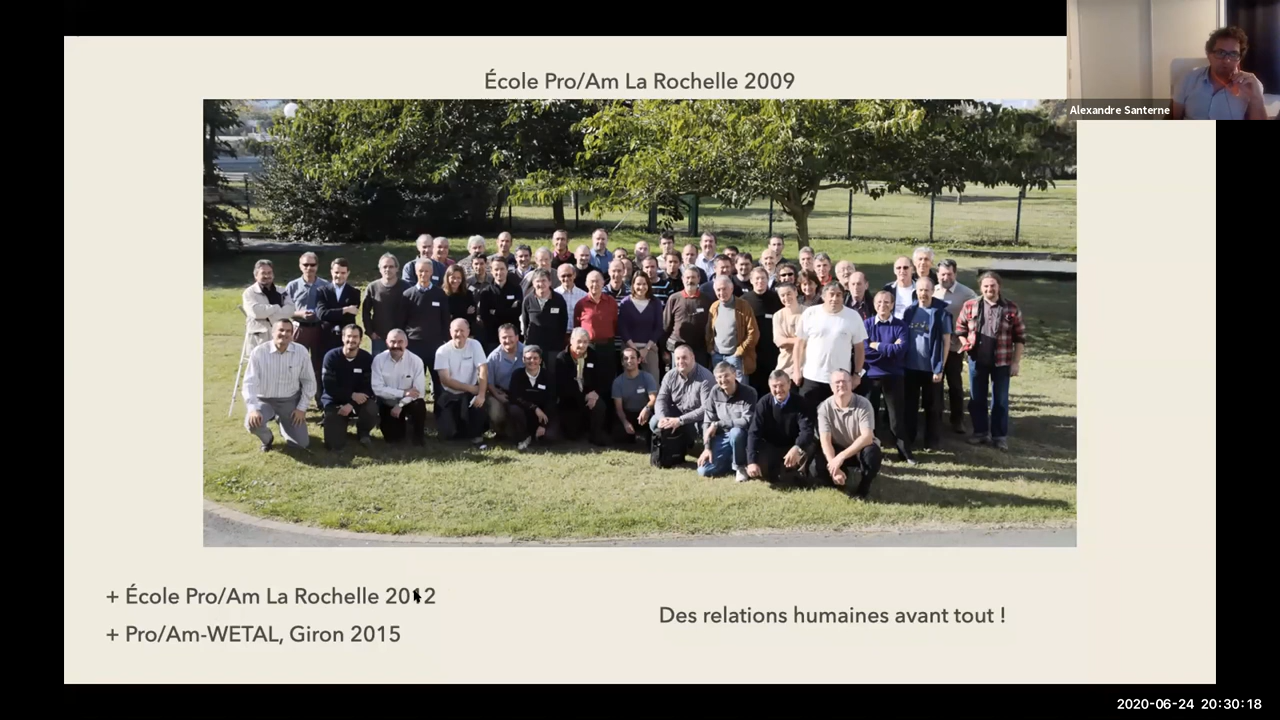 École Pro/Am La Rochelle 2009
Alexandre Santerne
+ École Pro/Am La Rochelle 2012
+ Pro/Am-WETAL, Giron 2015
Des relations humaines avant tout !
2020-06-24 20:30:18